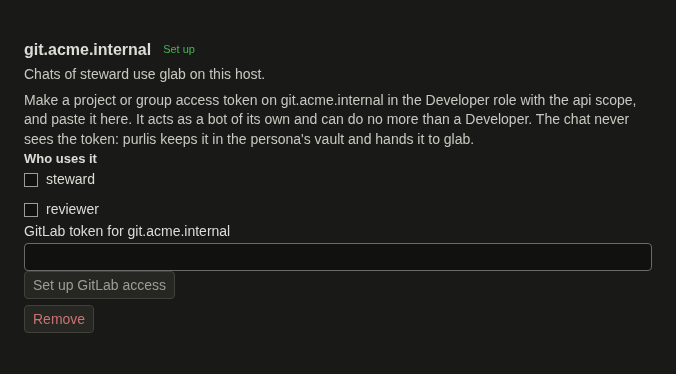 git.acme.internal Set up
Chats of steward use glab on this host.
Make a project or group access token on git.acme.internal in the Developer role with the api scope,
and paste it here. It acts as a bot of its own and can do no more than a Developer. The chat never
sees the token: purlis keeps it in the persona's vault and hands it to glab.
Who uses it
steward
reviewer
GitLab token for git.acme.internal
Set up GitLab access
Remove